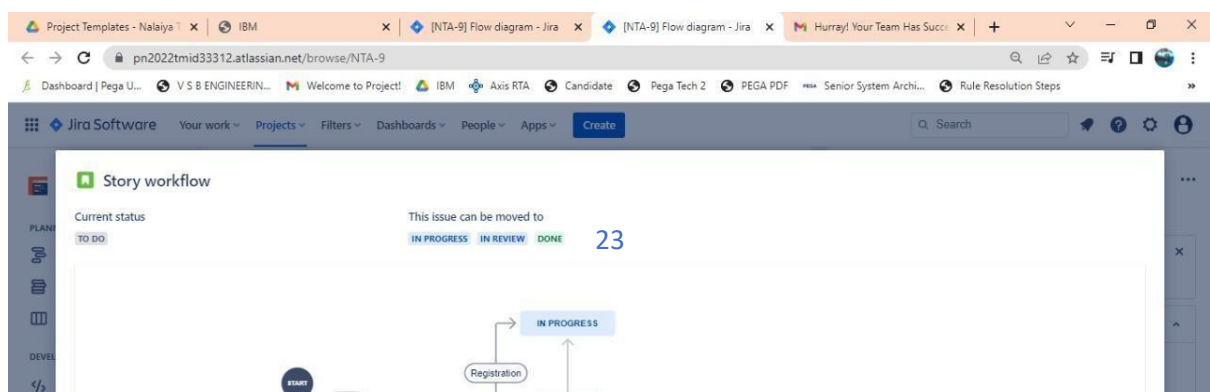 Project Templates - Nalaiya T
IBM
[NTA-9] Flow diagram - Jira
[NTA-9] Flow diagram - Jira
Hurray! Your Team Has Succe
pn2022tmid33312.atlassian.net/browse/NTA-9
Dashboard | Pega U...
V S B ENGINEERIN...
Welcome to Project!
IBM
Axis RTA
Candidate
Pega Tech 2
PEGA PDF
Senior System Archi...
Rule Resolution Steps
Jira Software
Your work
Projects
Filters
Dashboards
People
Apps
Create
Search
Story workflow
PLANN
Current status
This issue can be moved to
TO DO
IN PROGRESS IN REVIEW DONE
23
IN PROGRESS
DEVEL
Registration
START